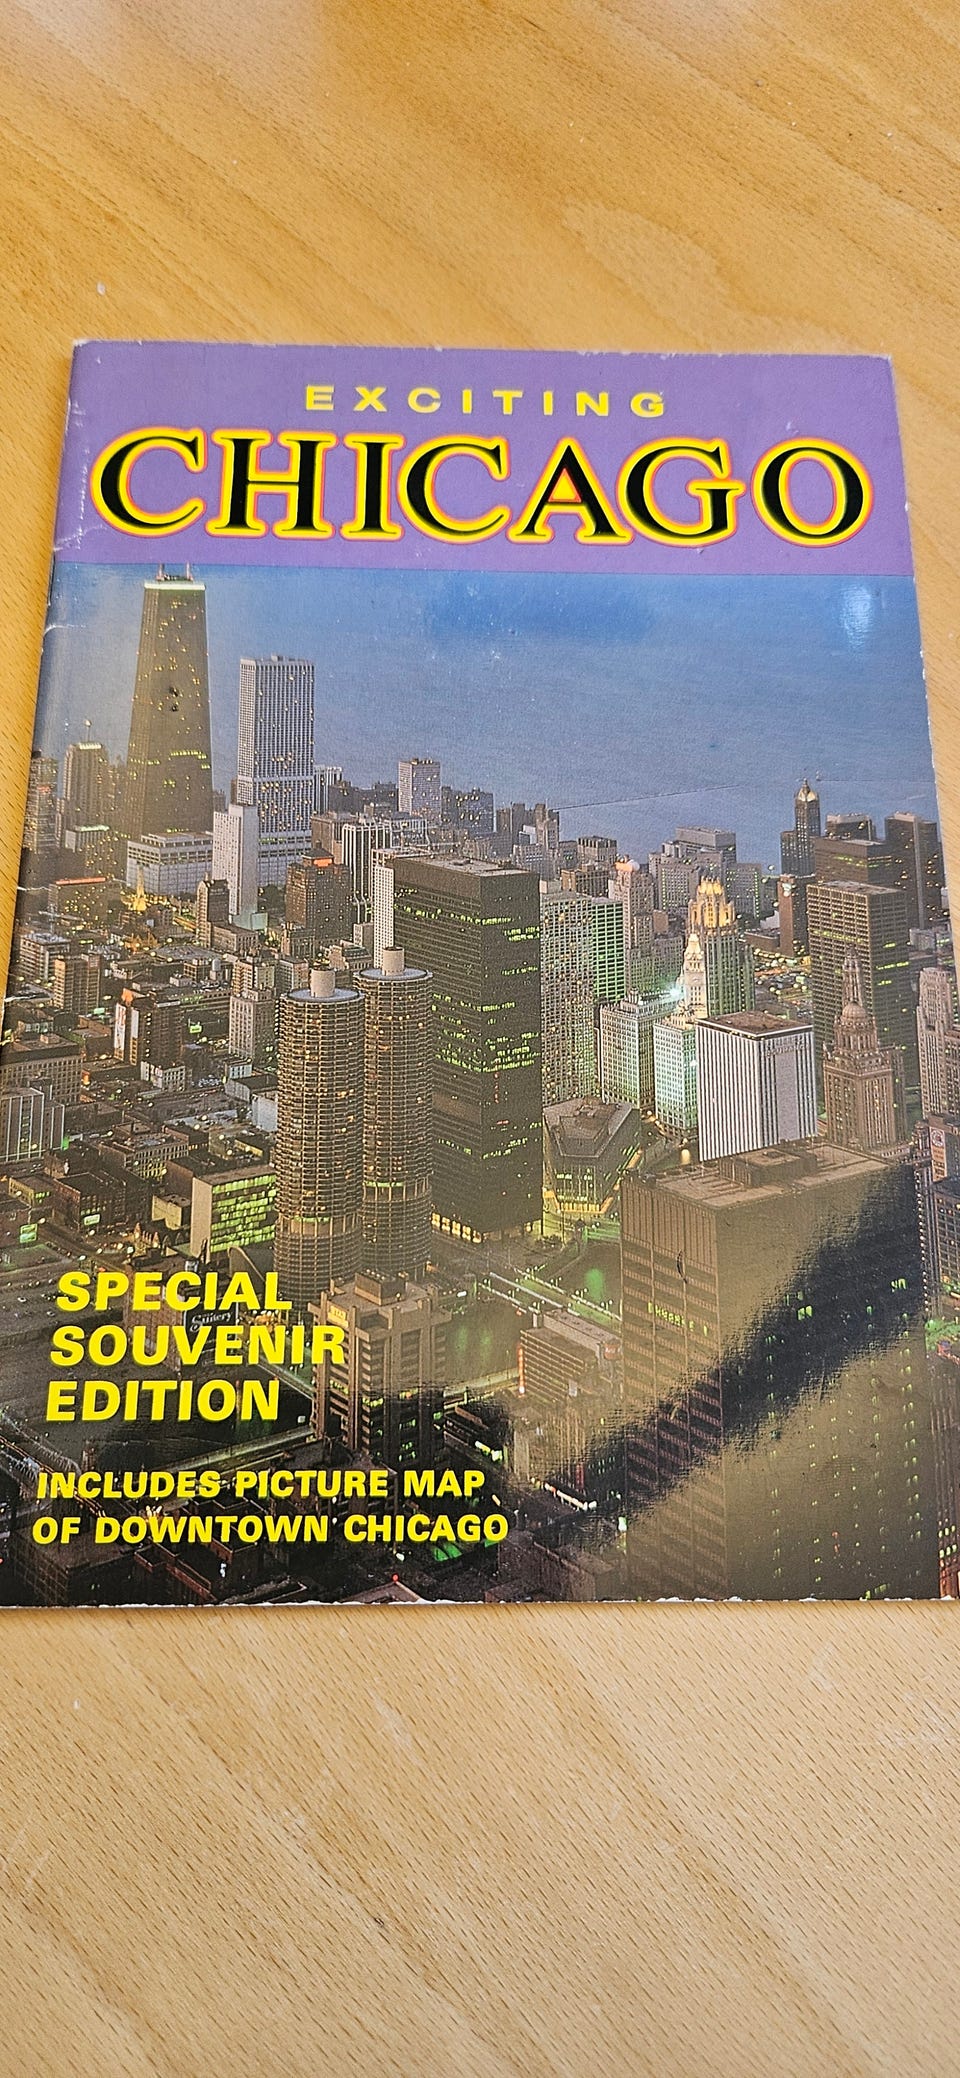 EXCITING
CHICAGO
SPECIAL
SOUVENIR
EDITION
INCLUDES PICTURE MAP
OF DOWNTOWN CHICAGO